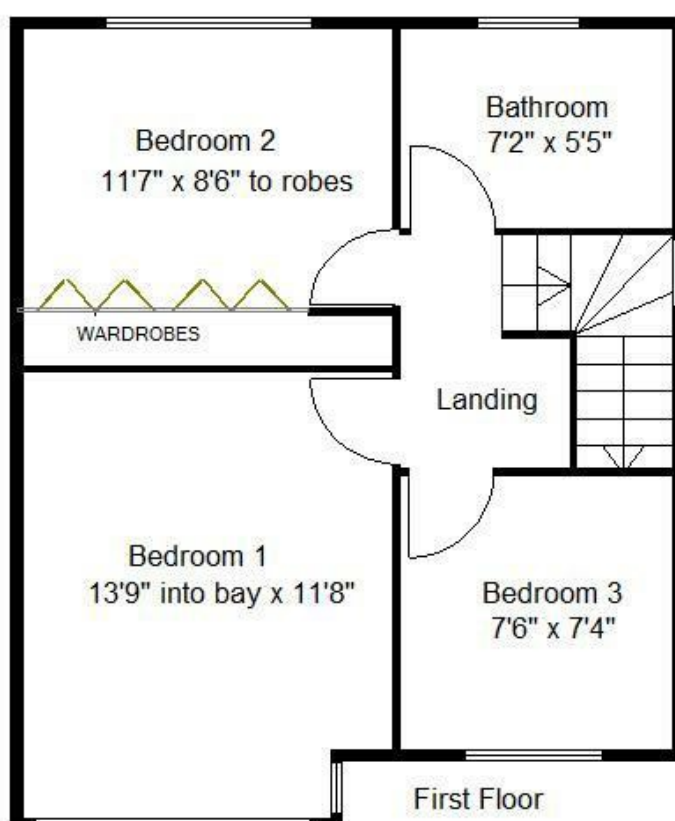 Bathroom
7'2" x 5'5"
Bedroom 2
11'7" x 8'6" to robes
WARDROBES
Landing
Bedroom 1
13'9" into bay x 11'8"
Bedroom 3
7'6" x 7'4"
First Floor